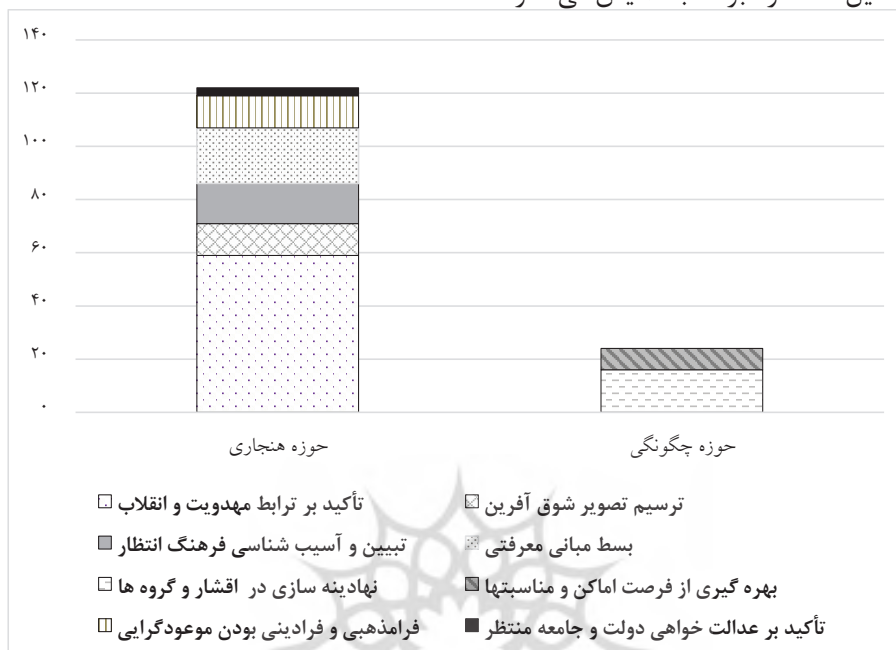 ۱۴۰
۱۲۰
۱۰۰
۸۰
۶۰
۴۰
۲۰
۰
حوزه هنجاری
حوزه چگونگی
ترسیم تصویر شوق آفرین
تأکید بر ترابط مهدویت و انقلاب
بسط مبانی معرفتی
تبیین و آسیب شناسی فرهنگ انتظار
بهره گیری از فرصت اماکن و مناسبتها
نهادینه سازی در اقشار و گروه ها
تأکید بر عدالت خواهی دولت و جامعه منتظر
فرامذهبی و فرادینی بودن موعودگرایی